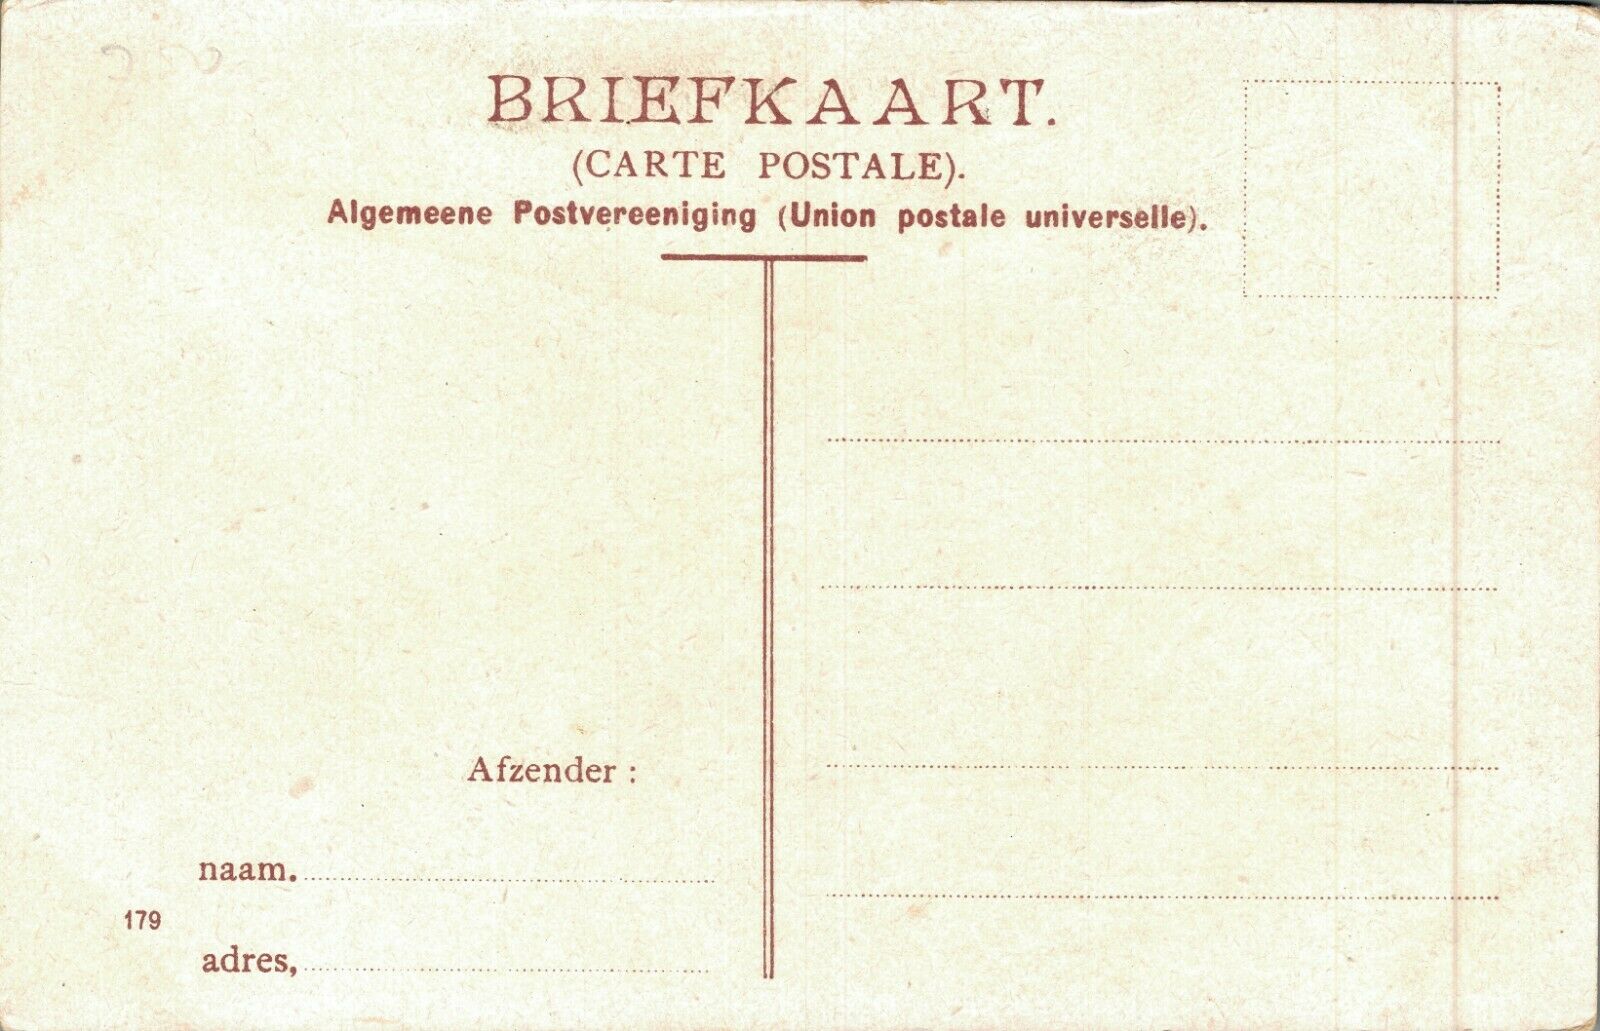 BRIEFKAART.
(CARTE POSTALE).
Algemeene Postvereeniging (Union postale universelle).
Afzender :
naam.
179
adres,